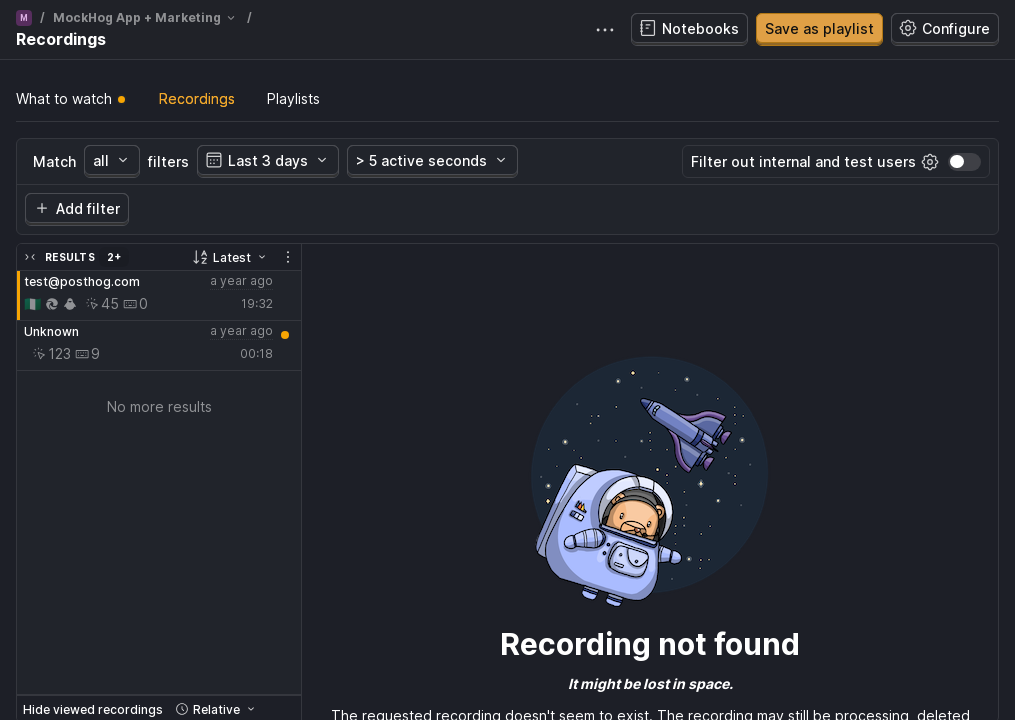 M / MockHog App + Marketing /
Recordings
Notebooks
Save as playlist
Configure
What to watch
Recordings
Playlists
Match all filters
Last 3 days
> 5 active seconds
Filter out internal and test users
Add filter
RESULTS 2+
Latest
test@posthog.com a year ago
45 0 19:32
Unknown a year ago
123 9 00:18
No more results
Hide viewed recordings
Relative
Recording not found
It might be lost in space.
The requested recording doesn't seem to exist. The recording may still be processing, deleted